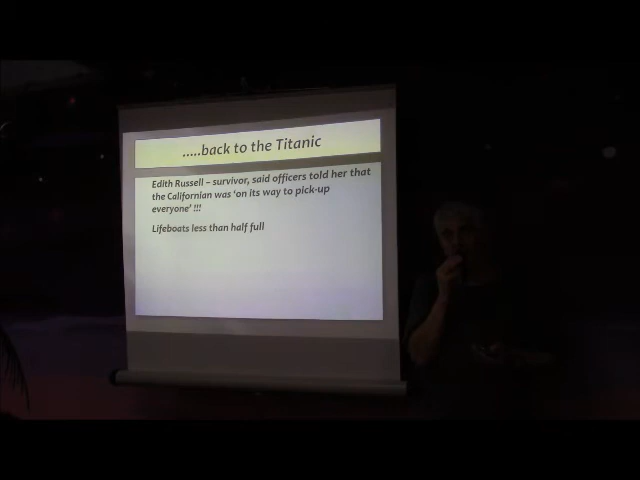 .....back to the Titanic
Edith Russell – survivor, said officers told her that
the Californian was 'on its way to pick-up
everyone' !!!
Lifeboats less than half full